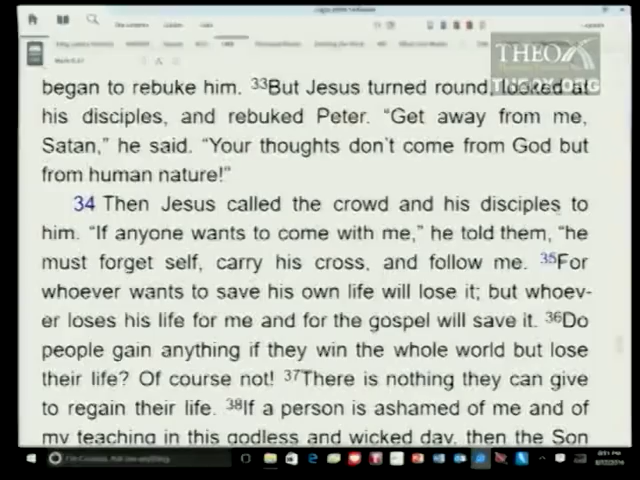 THEOX
THEOX.ORG
began to rebuke him. 33But Jesus turned round, looked at
his disciples, and rebuked Peter. “Get away from me,
Satan,” he said. “Your thoughts don't come from God but
from human nature!”
34 Then Jesus called the crowd and his disciples to
him. “If anyone wants to come with me,” he told them, “he
must forget self, carry his cross, and follow me. 35For
whoever wants to save his own life will lose it; but whoev-
er loses his life for me and for the gospel will save it. 36Do
people gain anything if they win the whole world but lose
their life? Of course not! 37There is nothing they can give
to regain their life. 38If a person is ashamed of me and of
my teaching in this godless and wicked day, then the Son